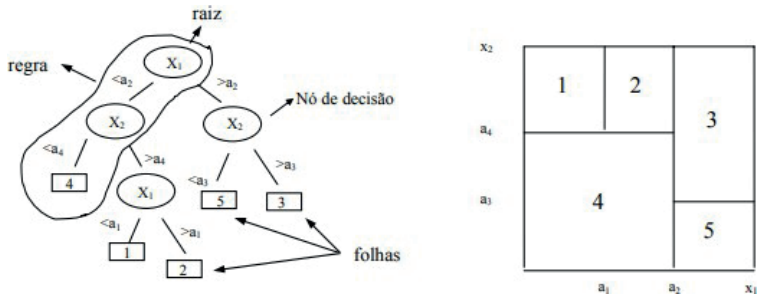 raiz
regra
X₁
<a₂
>a₂
Nó de decisão
X₂
X₂
<a₄
>a₄
<a₃
>a₃
4
X₁
5
3
<a₁
>a₁
1
2
folhas
x₂
1
2
3
a₄
4
a₃
5
a₁
a₂
x₁